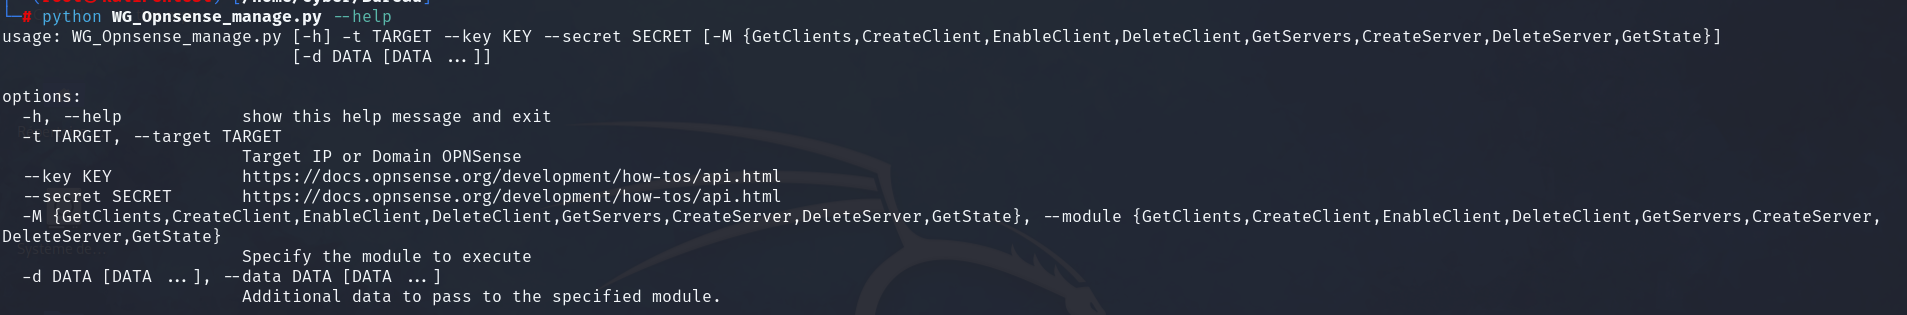 └─# python WG_Opnsense_manage.py --help
usage: WG_Opnsense_manage.py [-h] -t TARGET --key KEY --secret SECRET [-M {GetClients,CreateClient,EnableClient,DeleteClient,GetServers,CreateServer,DeleteServer,GetState}]
[-d DATA [DATA ...]]
options:
-h, --help show this help message and exit
-t TARGET, --target TARGET
Target IP or Domain OPNSense
--key KEY https://docs.opnsense.org/development/how-tos/api.html
--secret SECRET https://docs.opnsense.org/development/how-tos/api.html
-M {GetClients,CreateClient,EnableClient,DeleteClient,GetServers,CreateServer,DeleteServer,GetState}, --module {GetClients,CreateClient,EnableClient,DeleteClient,GetServers,CreateServer,
DeleteServer,GetState}
Specify the module to execute
-d DATA [DATA ...], --data DATA [DATA ...]
Additional data to pass to the specified module.